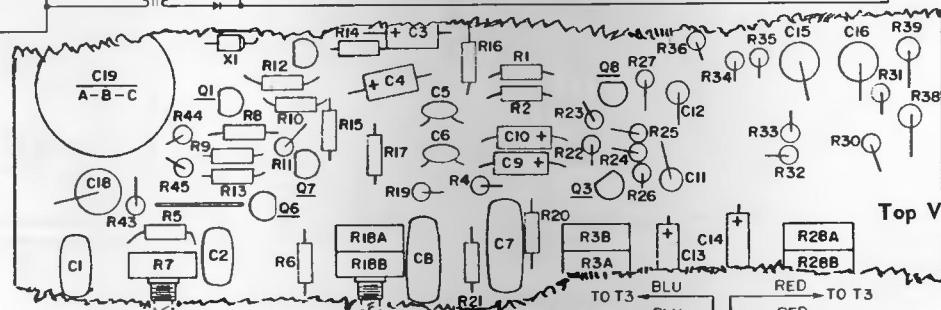 R14
C3
R16
R36
R35
C15
C16
R39
X1
R12
C19
A-B-C
Q1
C4
R1
Q8
R27
R34
R31
R38
R2
C5
R23
C12
R44
R8
R10
R15
R9
R11
C6
C10
R25
R33
R30
R17
R22
R24
R13
C9
R32
R45
Q7
C18
R19
R4
Q3
R26
C11
R43
R5
Q6
R20
Top V
C1
R7
C2
R6
R18A
R18B
C8
R21
C7
R3B
R3A
C13
C14
R28A
R28B
TO T3
BLU
RED
TO T3
BLU
RED